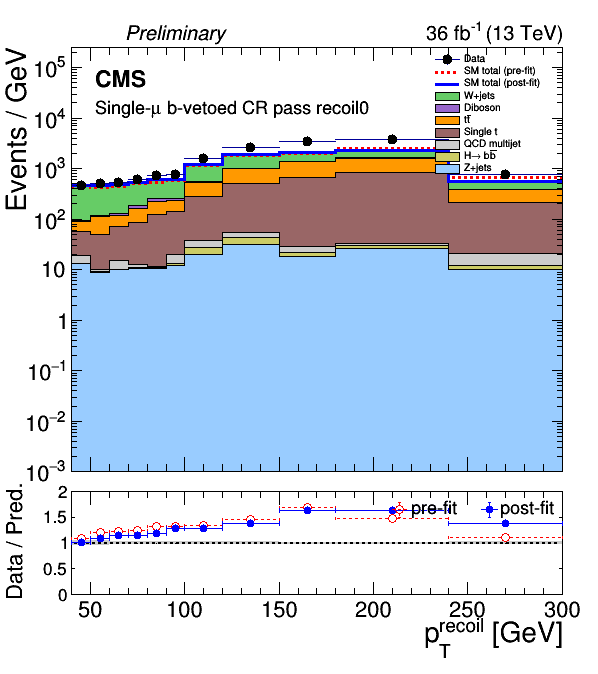 Preliminary 36 fb⁻¹ (13 TeV)
CMS
Single-μ b-vetoed CR pass recoil0
Data
SM total (pre-fit)
SM total (post-fit)
W+jets
Diboson
tt̅
Single t
QCD multijet
H→ bb̅
Z+jets
Events / GeV
10⁵
10⁴
10³
10²
10
1
10⁻¹
10⁻²
10⁻³
Data / Pred.
2
1.5
1
0.5
0
pre-fit post-fit
50 100 150 200 250 300
p_T^recoil [GeV]